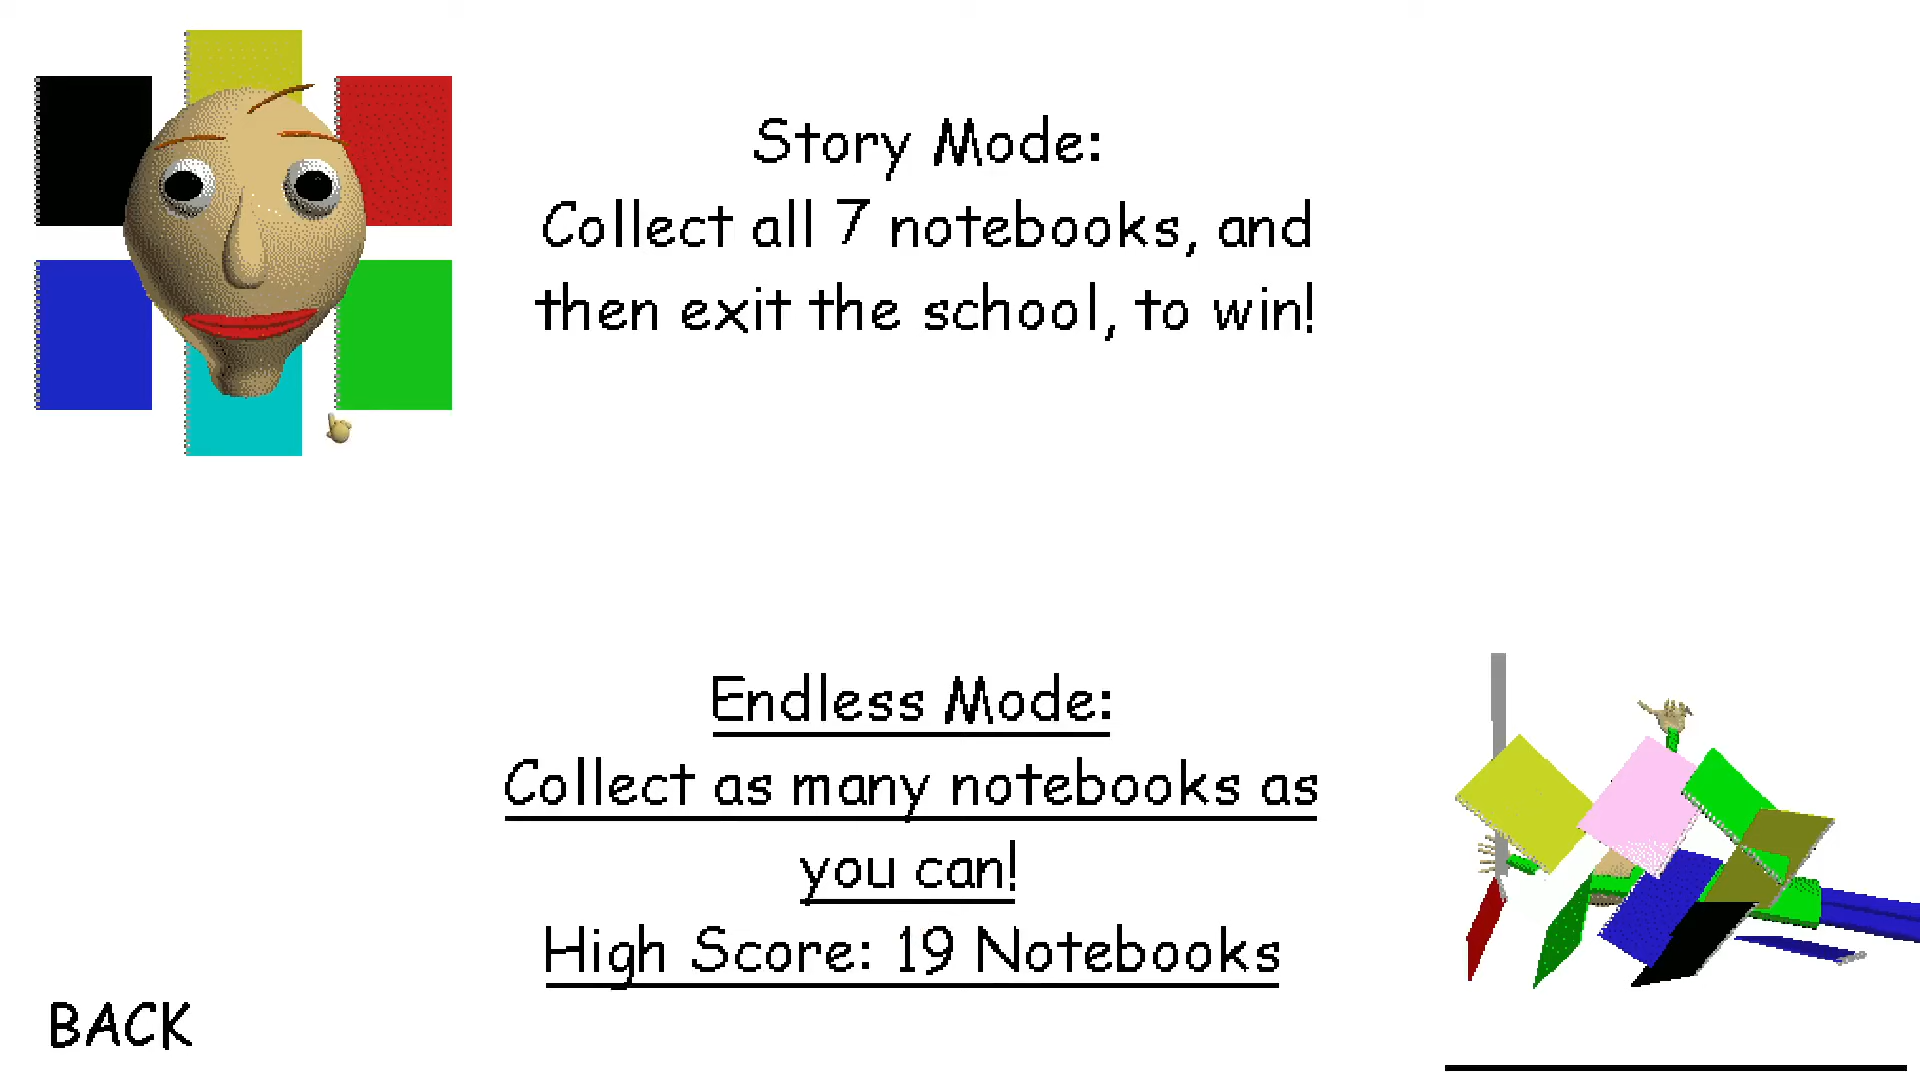 Story Mode:
Collect all 7 notebooks, and
then exit the school, to win!
Endless Mode:
Collect as many notebooks as
you can!
High Score: 19 Notebooks
BACK